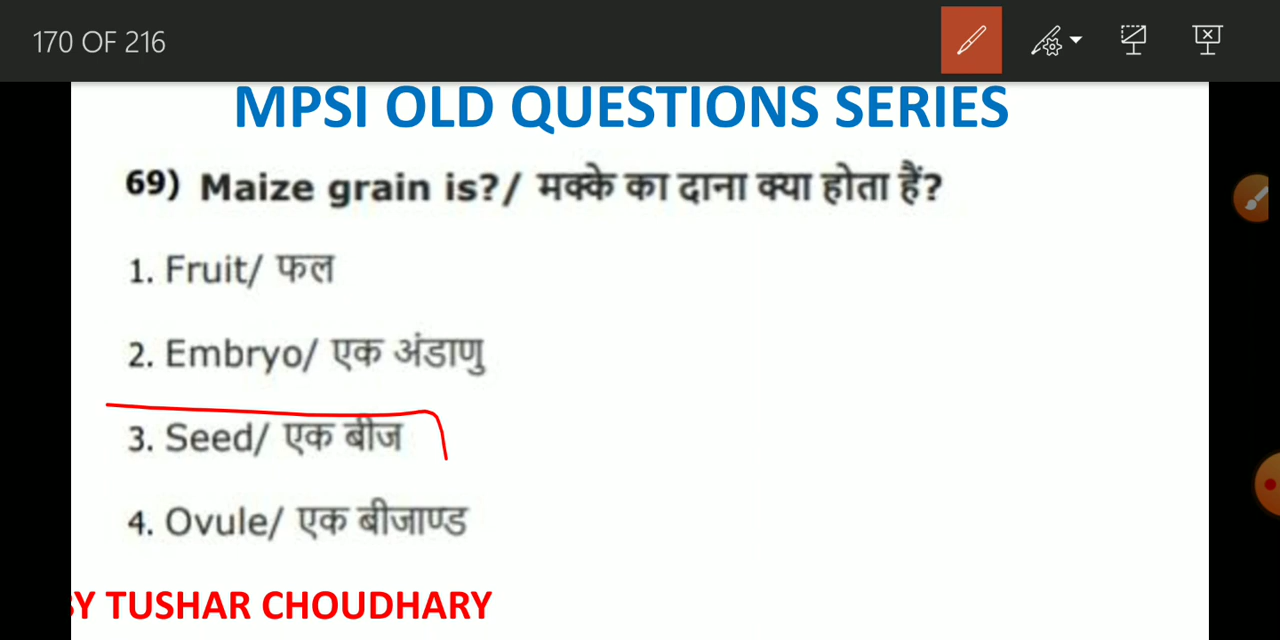 170 OF 216
MPSI OLD QUESTIONS SERIES
69) Maize grain is?/ मक्के का दाना क्या होता हैं?
1. Fruit/ फल
2. Embryo/ एक अंडाणु
3. Seed/ एक बीज
4. Ovule/ एक बीजाण्ड
BY TUSHAR CHOUDHARY